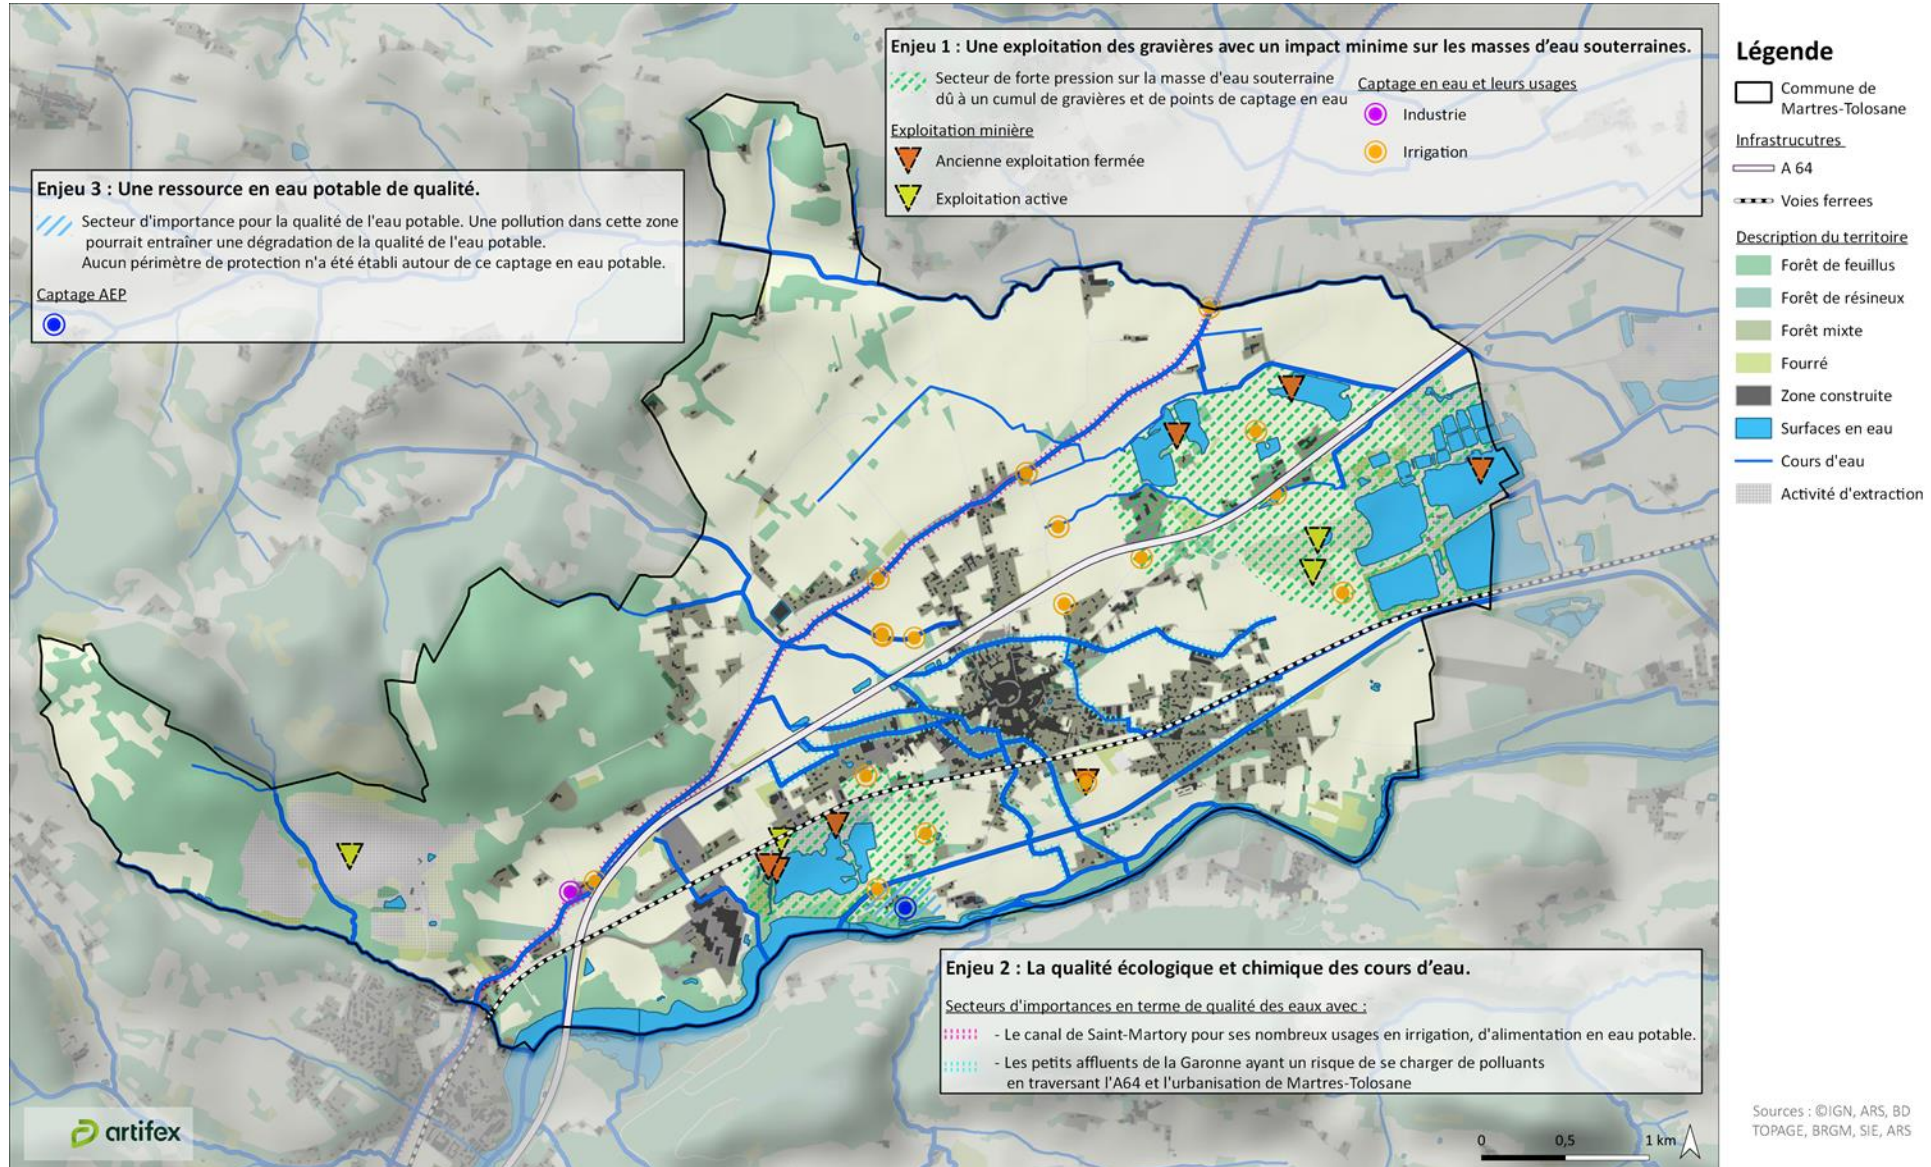 Enjeu 1 : Une exploitation des gravières avec un impact minime sur les masses d'eau souterraines.
Secteur de forte pression sur la masse d'eau souterraine
dû à un cumul de gravières et de points de captage en eau
Exploitation minière
Ancienne exploitation fermée
Exploitation active
Captage en eau et leurs usages
Industrie
Irrigation
Enjeu 3 : Une ressource en eau potable de qualité.
Secteur d'importance pour la qualité de l'eau potable. Une pollution dans cette zone
pourrait entraîner une dégradation de la qualité de l'eau potable.
Aucun périmètre de protection n'a été établi autour de ce captage en eau potable.
Captage AEP
Enjeu 2 : La qualité écologique et chimique des cours d'eau.
Secteurs d'importances en terme de qualité des eaux avec :
- Le canal de Saint-Martory pour ses nombreux usages en irrigation, d'alimentation en eau potable.
- Les petits affluents de la Garonne ayant un risque de se charger de polluants
en traversant l'A64 et l'urbanisation de Martres-Tolosane
Légende
Commune de
Martres-Tolosane
Infrastrucutres
A 64
Voies ferrees
Description du territoire
Forêt de feuillus
Forêt de résineux
Forêt mixte
Fourré
Zone construite
Surfaces en eau
Cours d'eau
Activité d'extraction
artifex
0 0,5 1 km
Sources : ©IGN, ARS, BD
TOPAGE, BRGM, SIE, ARS